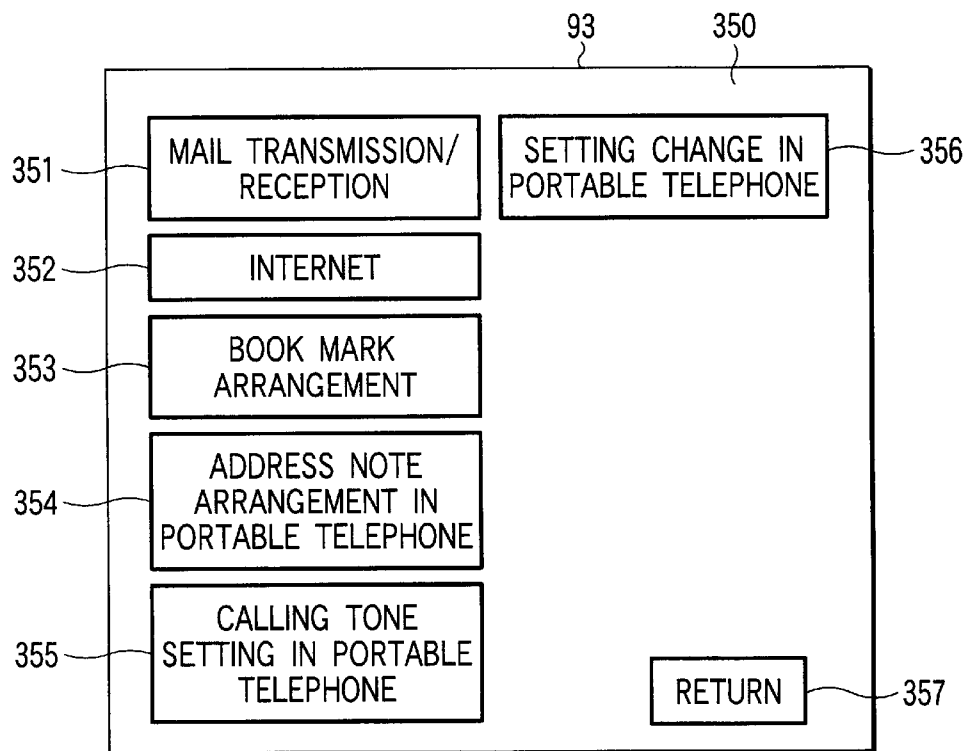 93
350
351
MAIL TRANSMISSION/
RECEPTION
SETTING CHANGE IN
PORTABLE TELEPHONE
356
352
INTERNET
353
BOOK MARK
ARRANGEMENT
354
ADDRESS NOTE
ARRANGEMENT IN
PORTABLE TELEPHONE
355
CALLING TONE
SETTING IN PORTABLE
TELEPHONE
RETURN
357